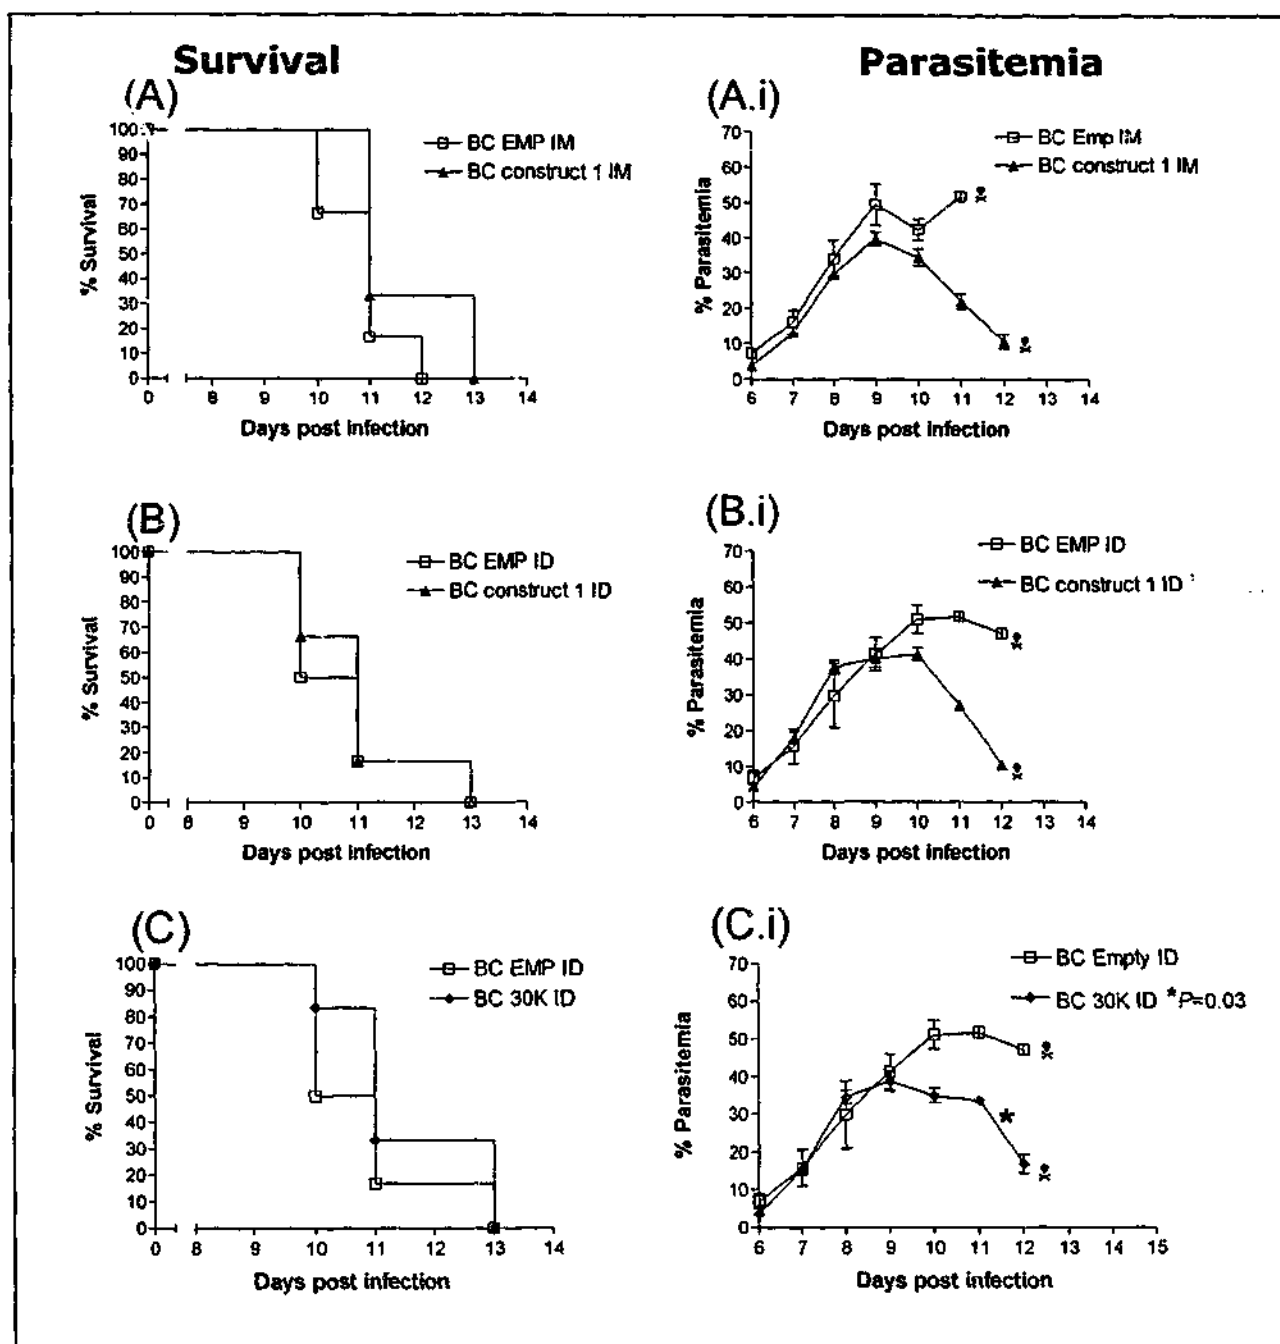 Survival
Parasitemia
(A)
BC EMP IM
BC construct 1 IM
% Survival
100
90
80
70
60
50
40
30
20
10
0
0 8 9 10 11 12 13 14
Days post infection
(A.i)
BC Emp IM
BC construct 1 IM
% Parasitemia
70
60
50
40
30
20
10
0
6 7 8 9 10 11 12 13 14
Days post infection
(B)
BC EMP ID
BC construct 1 ID
% Survival
100
90
80
70
60
50
40
30
20
10
0
0 8 9 10 11 12 13 14
Days post infection
(B.i)
BC EMP ID
BC construct 1 ID
% Parasitemia
70
60
50
40
30
20
10
0
6 7 8 9 10 11 12 13 14
Days post infection
(C)
BC EMP ID
BC 30K ID
% Survival
100
90
80
70
60
50
40
30
20
10
0
0 8 9 10 11 12 13 14
Days post infection
(C.i)
BC Empty ID
BC 30K ID *P=0.03
% Parasitemia
70
60
50
40
30
20
10
0
*
6 7 8 9 10 11 12 13 14 15
Days post infection